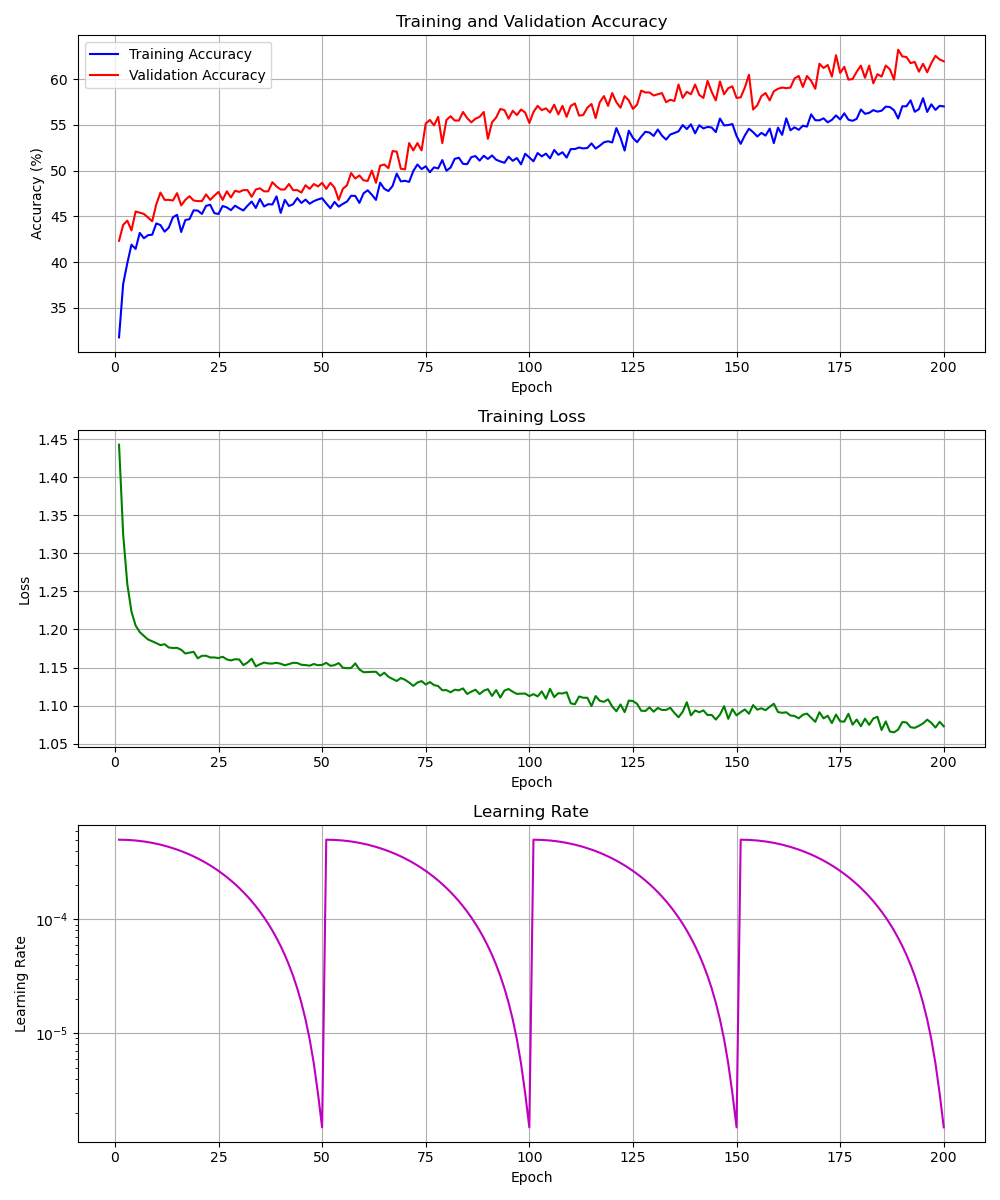 Training and Validation Accuracy
Training Accuracy
Validation Accuracy
Accuracy (%)
60
55
50
45
40
35
0 25 50 75 100 125 150 175 200
Epoch
Training Loss
Loss
1.45
1.40
1.35
1.30
1.25
1.20
1.15
1.10
1.05
0 25 50 75 100 125 150 175 200
Epoch
Learning Rate
Learning Rate
10⁻⁴
10⁻⁵
0 25 50 75 100 125 150 175 200
Epoch